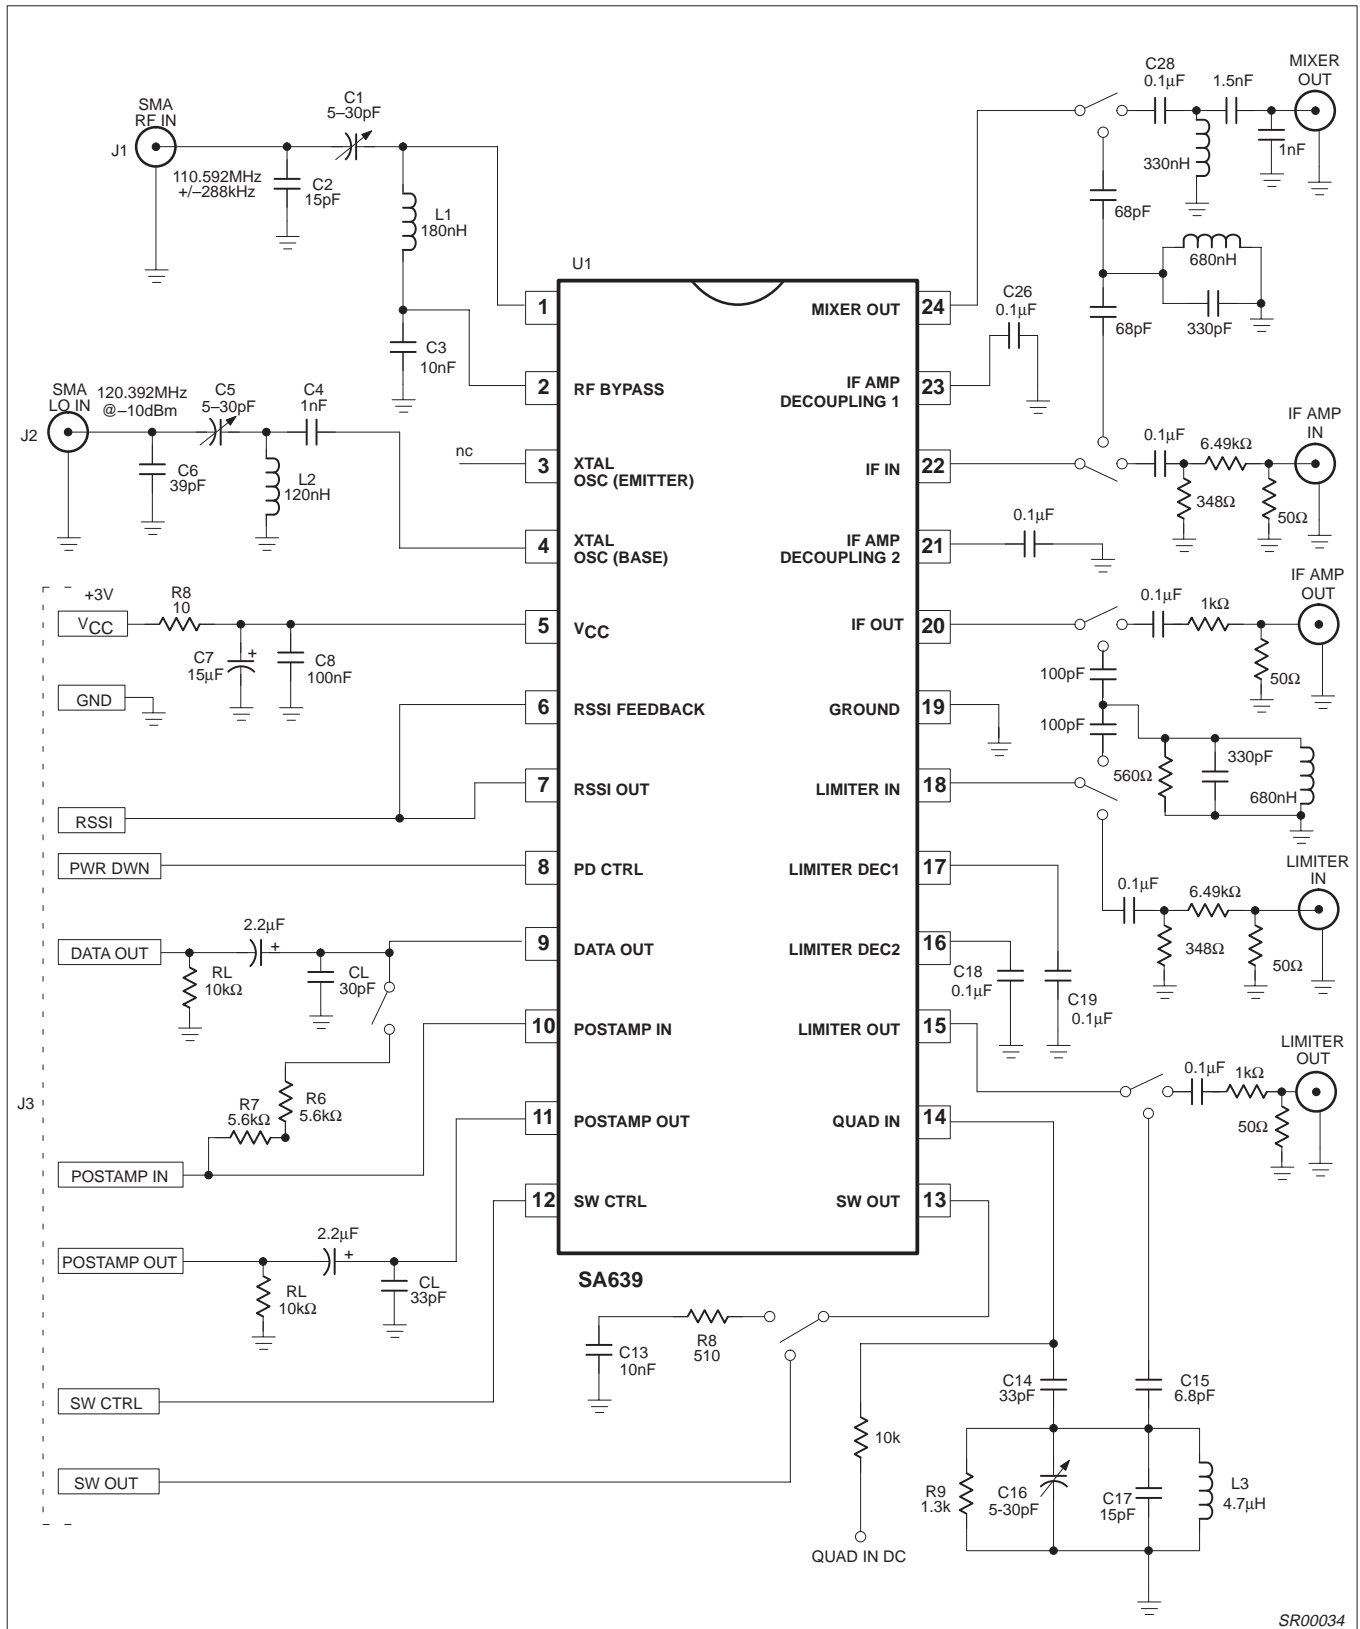 SMA
RF IN
J1
C1
5–30pF
110.592MHz
+/–288kHz
C2
15pF
L1
180nH
C3
10nF
SMA
LO IN
J2
120.392MHz
@–10dBm
C5
5–30pF
C4
1nF
C6
39pF
L2
120nH
nc
+3V
VCC
R8
10
C7
15µF
+
C8
100nF
GND
RSSI
PWR DWN
DATA OUT
2.2µF
+
RL
10kΩ
CL
30pF
R7
5.6kΩ
R6
5.6kΩ
J3
POSTAMP IN
POSTAMP OUT
2.2µF
+
RL
10kΩ
CL
33pF
SW CTRL
SW OUT
U1
1
2 RF BYPASS
3 XTAL
OSC (EMITTER)
4 XTAL
OSC (BASE)
5 VCC
6 RSSI FEEDBACK
7 RSSI OUT
8 PD CTRL
9 DATA OUT
10 POSTAMP IN
11 POSTAMP OUT
12 SW CTRL
MIXER OUT 24
IF AMP
DECOUPLING 1 23
IF IN 22
IF AMP
DECOUPLING 2 21
IF OUT 20
GROUND 19
LIMITER IN 18
LIMITER DEC1 17
LIMITER DEC2 16
LIMITER OUT 15
QUAD IN 14
SW OUT 13
SA639
C28
0.1µF
1.5nF
MIXER
OUT
330nH
1nF
68pF
680nH
330pF
68pF
C26
0.1µF
0.1µF
6.49kΩ
IF AMP
IN
348Ω
50Ω
0.1µF
0.1µF
1kΩ
IF AMP
OUT
50Ω
100pF
100pF
560Ω
330pF
680nH
0.1µF
6.49kΩ
LIMITER
IN
348Ω
50Ω
C18
0.1µF
C19
0.1µF
0.1µF
1kΩ
LIMITER
OUT
50Ω
C13
10nF
R8
510
10k
QUAD IN DC
C14
33pF
C15
6.8pF
R9
1.3k
C16
5-30pF
C17
15pF
L3
4.7µH
SR00034